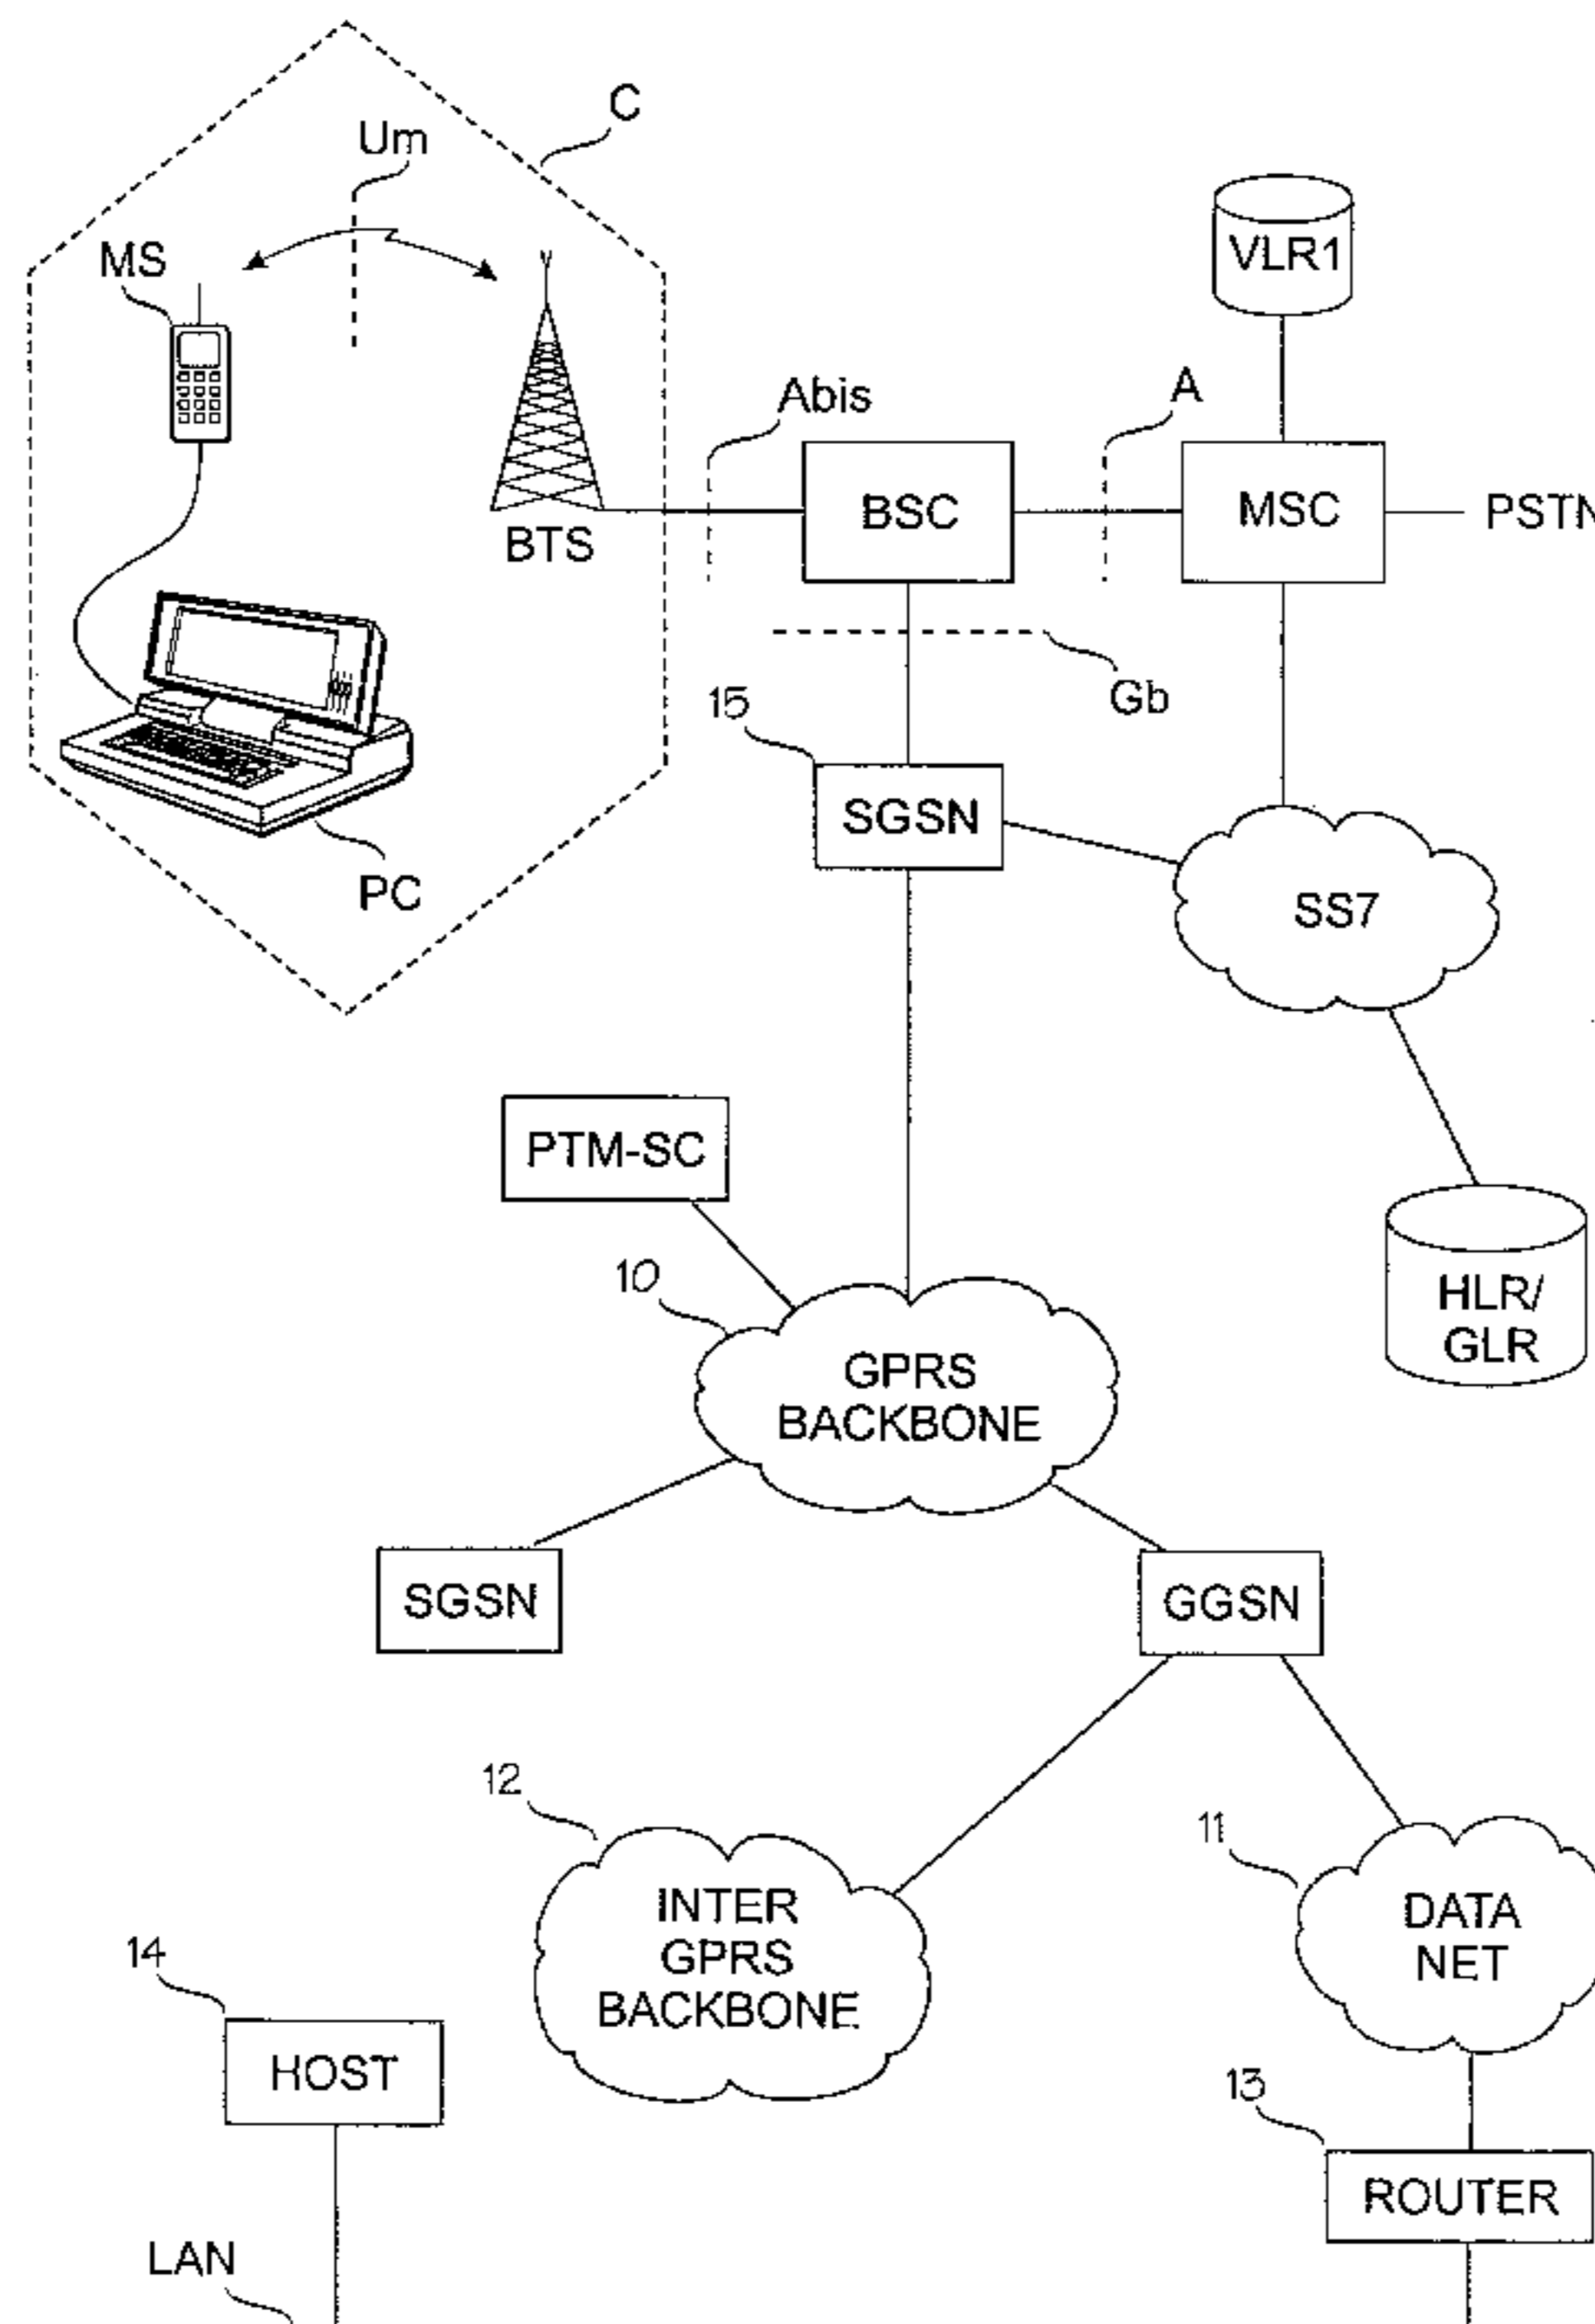 C
Um
MS
VLR1
Abis
A
BSC
MSC
PSTN
BTS
Gb
15
SGSN
PC
SS7
PTM-SC
10
HLR/
GLR
GPRS
BACKBONE
SGSN
GGSN
12
11
INTER
GPRS
BACKBONE
DATA
NET
14
HOST
13
ROUTER
LAN